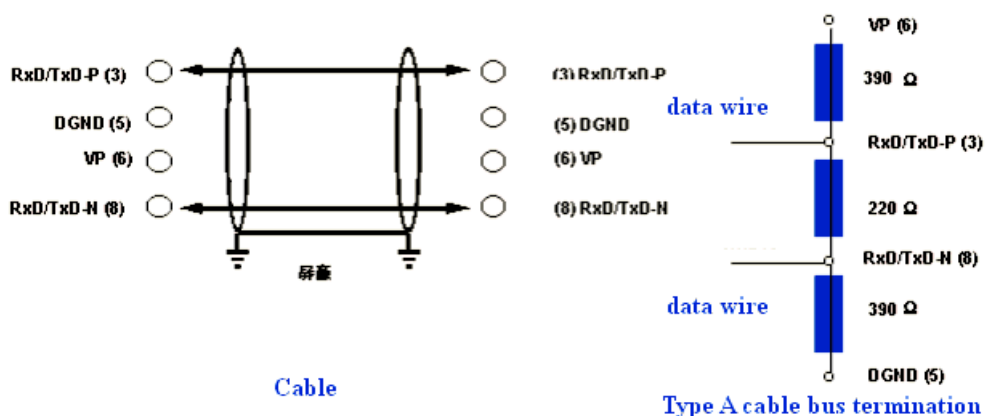 RxD/TxD-P (3)
DGND (5)
VP (6)
RxD/TxD-N (8)
(3) RxD/TxD-P
(5) DGND
(6) VP
(8) RxD/TxD-N
屏蔽
Cable
VP (6)
390 Ω
data wire
RxD/TxD-P (3)
220 Ω
RxD/TxD-N (8)
data wire
390 Ω
DGND (5)
Type A cable bus termination